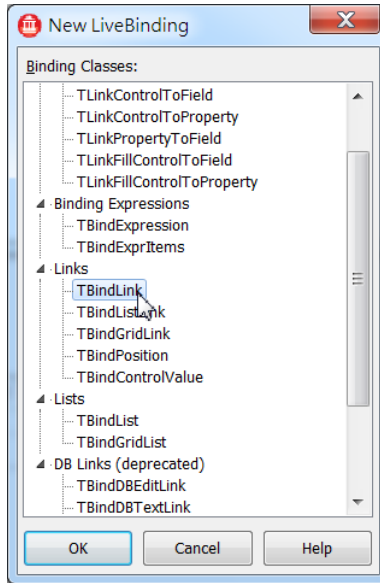 New LiveBinding
Binding Classes:
TLinkControlToField
TLinkControlToProperty
TLinkPropertyToField
TLinkFillControlToField
TLinkFillControlToProperty
Binding Expressions
TBindExpression
TBindExprItems
Links
TBindLink
TBindListLink
TBindGridLink
TBindPosition
TBindControlValue
Lists
TBindList
TBindGridList
DB Links (deprecated)
TBindDBEditLink
TBindDBTextLink
OK Cancel Help